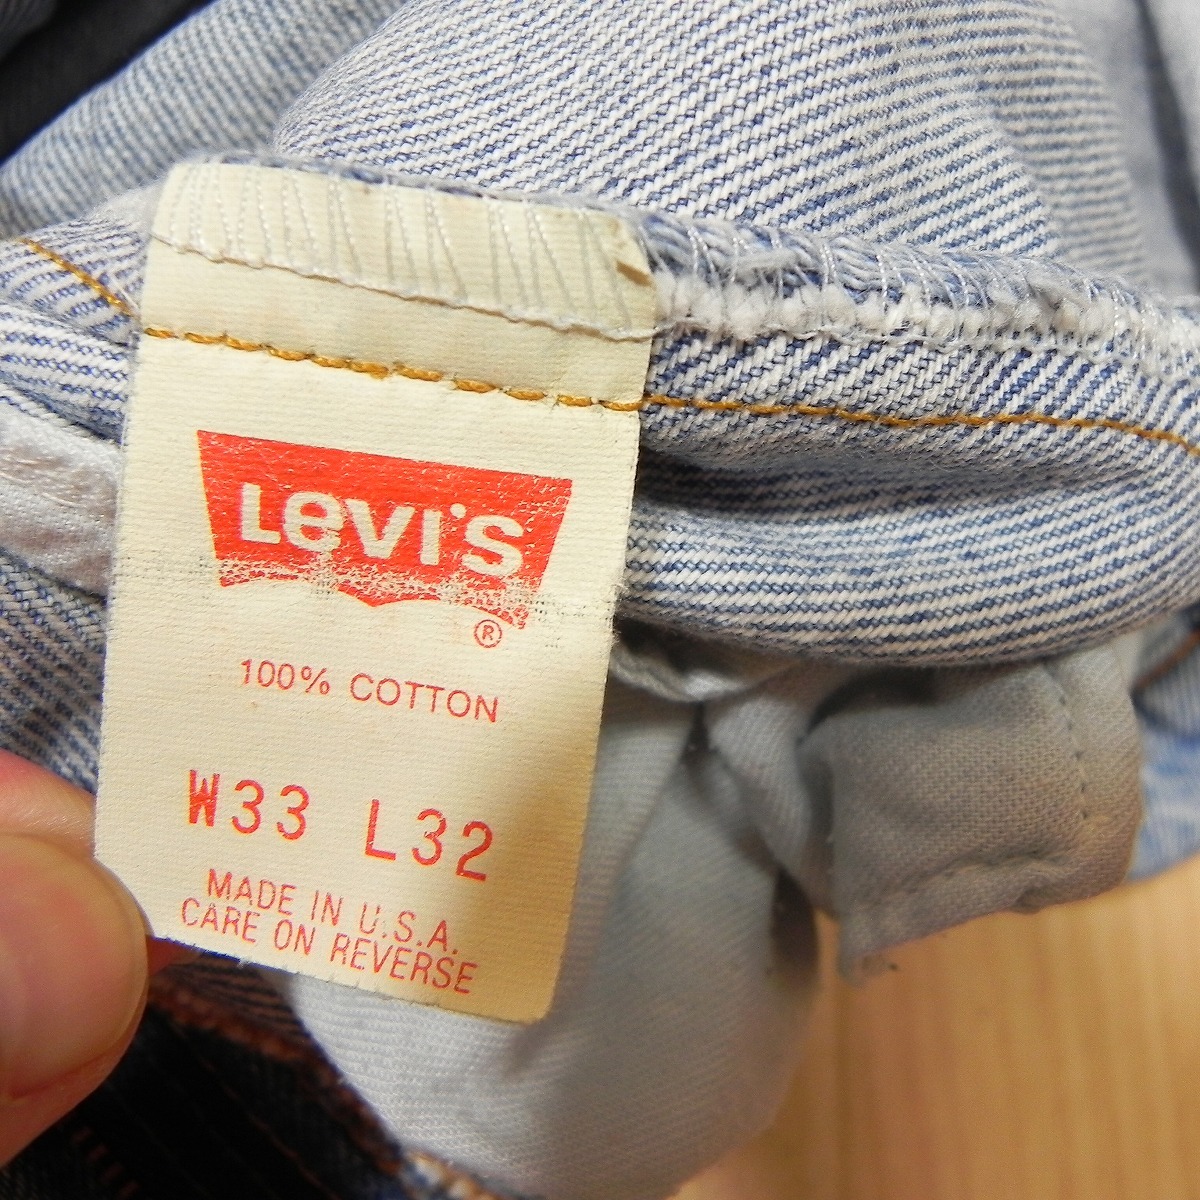 LEVI'S
®
100% COTTON
W33 L32
MADE IN U.S.A.
CARE ON REVERSE